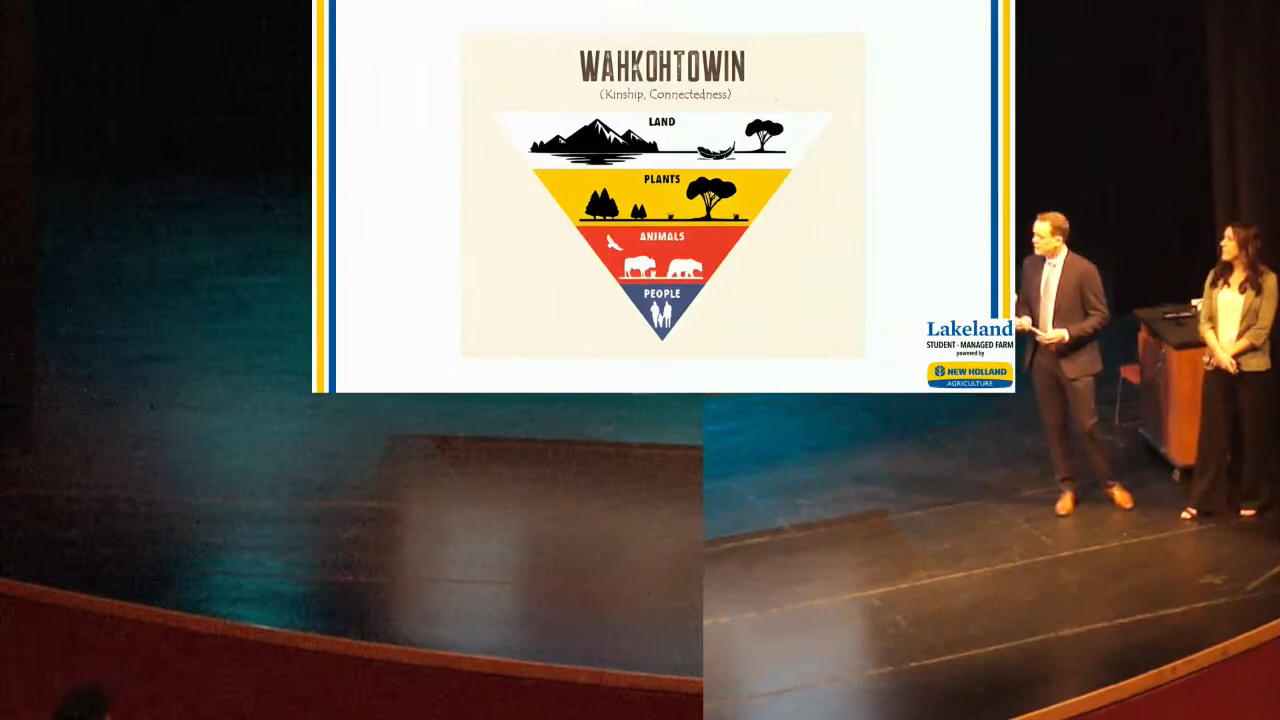 WAHKOHTOWIN
(Kinship, Connectedness)
LAND
PLANTS
ANIMALS
PEOPLE
Lakeland
STUDENT - MANAGED FARM
powered by
NEW HOLLAND
AGRICULTURE